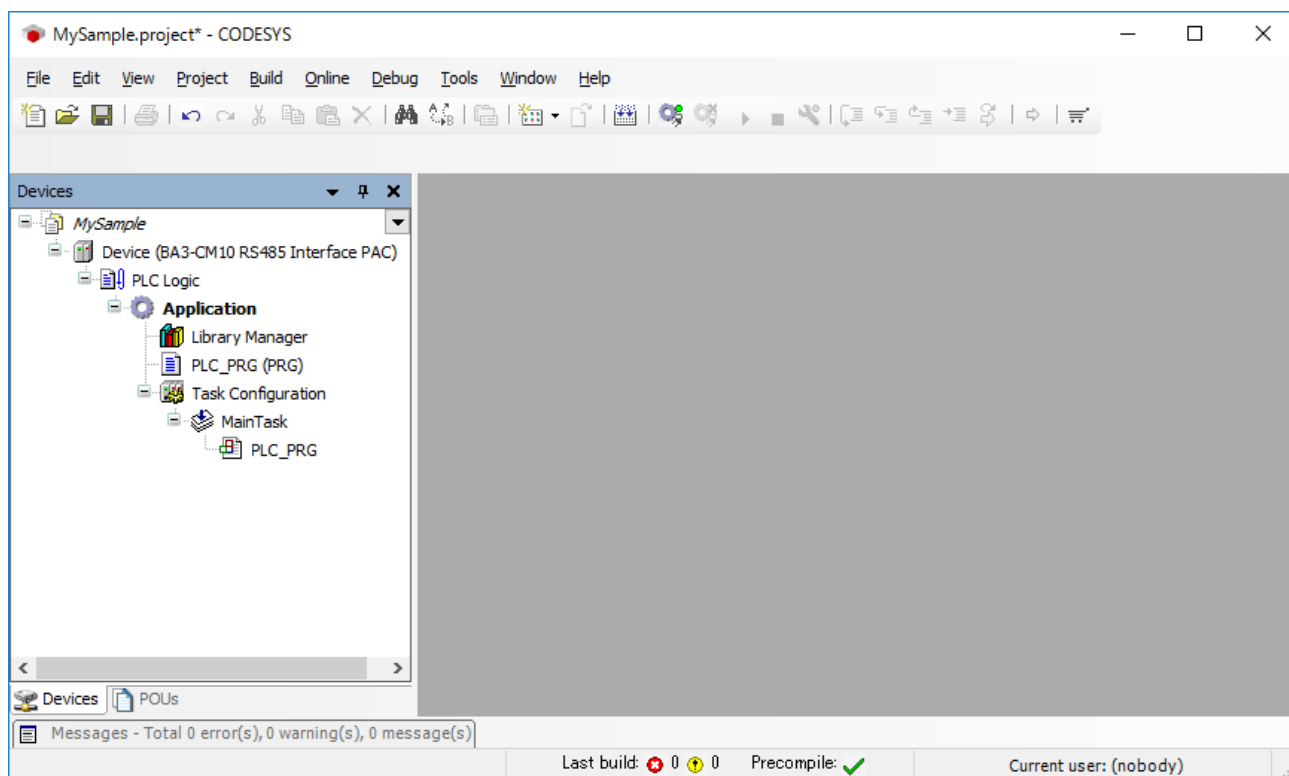 MySample.project* - CODESYS
File Edit View Project Build Online Debug Tools Window Help
Devices
MySample
Device (BA3-CM10 RS485 Interface PAC)
PLC Logic
Application
Library Manager
PLC_PRG (PRG)
Task Configuration
MainTask
PLC_PRG
Devices POUs
Messages - Total 0 error(s), 0 warning(s), 0 message(s)
Last build: 0 0 Precompile: Current user: (nobody)